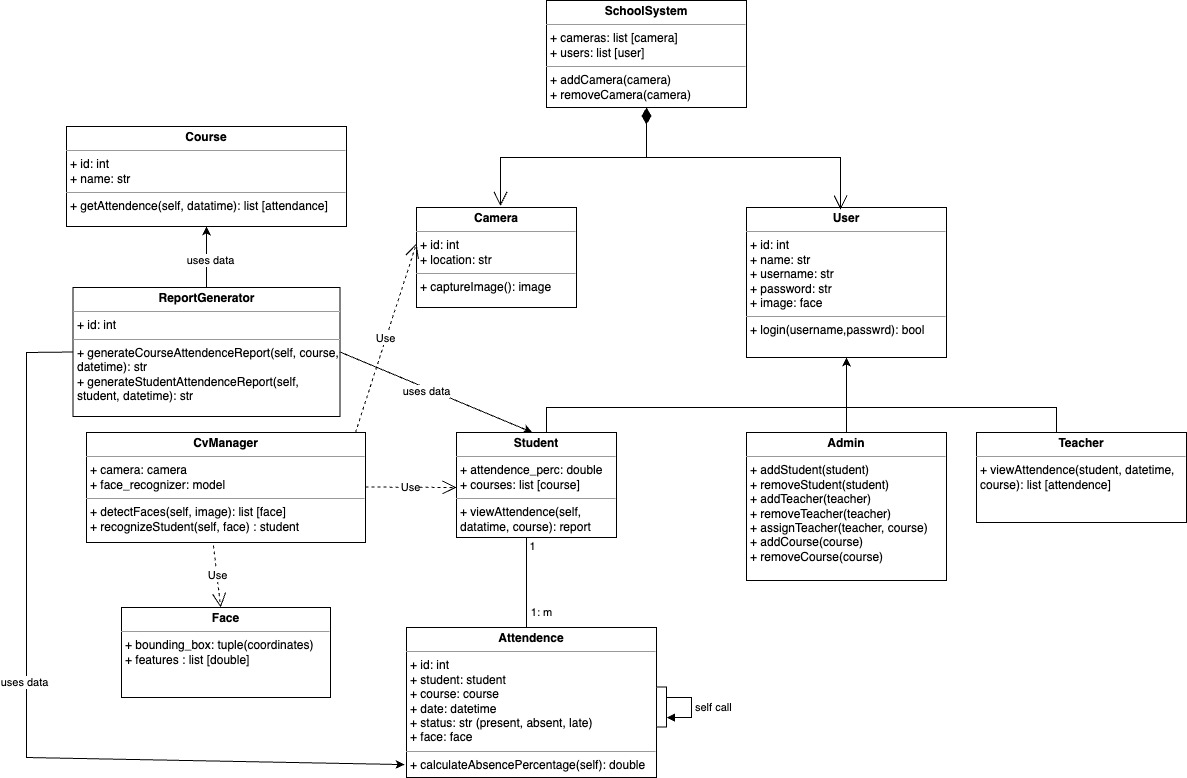 SchoolSystem
+ cameras: list [camera]
+ users: list [user]
+ addCamera(camera)
+ removeCamera(camera)
Course
+ id: int
+ name: str
+ getAttendence(self, datatime): list [attendance]
uses data
Camera
+ id: int
+ location: str
+ captureImage(): image
User
+ id: int
+ name: str
+ username: str
+ password: str
+ image: face
+ login(username,passwrd): bool
ReportGenerator
+ id: int
+ generateCourseAttendenceReport(self, course,
datetime): str
+ generateStudentAttendenceReport(self,
student, datetime): str
Use
uses data
CvManager
+ camera: camera
+ face_recognizer: model
+ detectFaces(self, image): list [face]
+ recognizeStudent(self, face) : student
Use
Student
+ attendence_perc: double
+ courses: list [course]
+ viewAttendence(self,
datatime, course): report
Admin
+ addStudent(student)
+ removeStudent(student)
+ addTeacher(teacher)
+ removeTeacher(teacher)
+ assignTeacher(teacher, course)
+ addCourse(course)
+ removeCourse(course)
Teacher
+ viewAttendence(student, datetime,
course): list [attendence]
1
Use
1: m
Face
+ bounding_box: tuple(coordinates)
+ features : list [double]
uses data
Attendence
+ id: int
+ student: student
+ course: course
+ date: datetime
+ status: str (present, absent, late)
+ face: face
+ calculateAbsencePercentage(self): double
self call